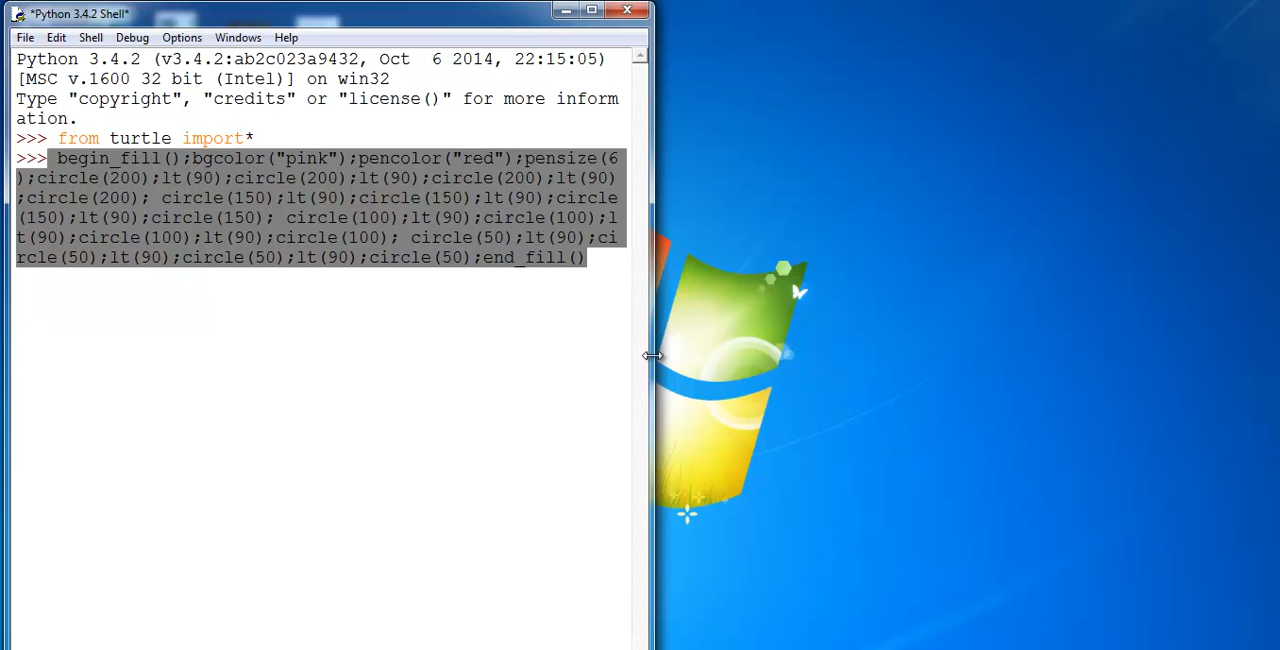 *Python 3.4.2 Shell*
File Edit Shell Debug Options Windows Help
Python 3.4.2 (v3.4.2:ab2c023a9432, Oct  6 2014, 22:15:05)
[MSC v.1600 32 bit (Intel)] on win32
Type "copyright", "credits" or "license()" for more inform
ation.
>>> from turtle import*
>>> begin_fill();bgcolor("pink");pencolor("red");pensize(6
);circle(200);lt(90);circle(200);lt(90);circle(200);lt(90)
;circle(200); circle(150);lt(90);circle(150);lt(90);circle
(150);lt(90);circle(150); circle(100);lt(90);circle(100);l
t(90);circle(100);lt(90);circle(100); circle(50);lt(90);ci
rcle(50);lt(90);circle(50);lt(90);circle(50);end_fill()